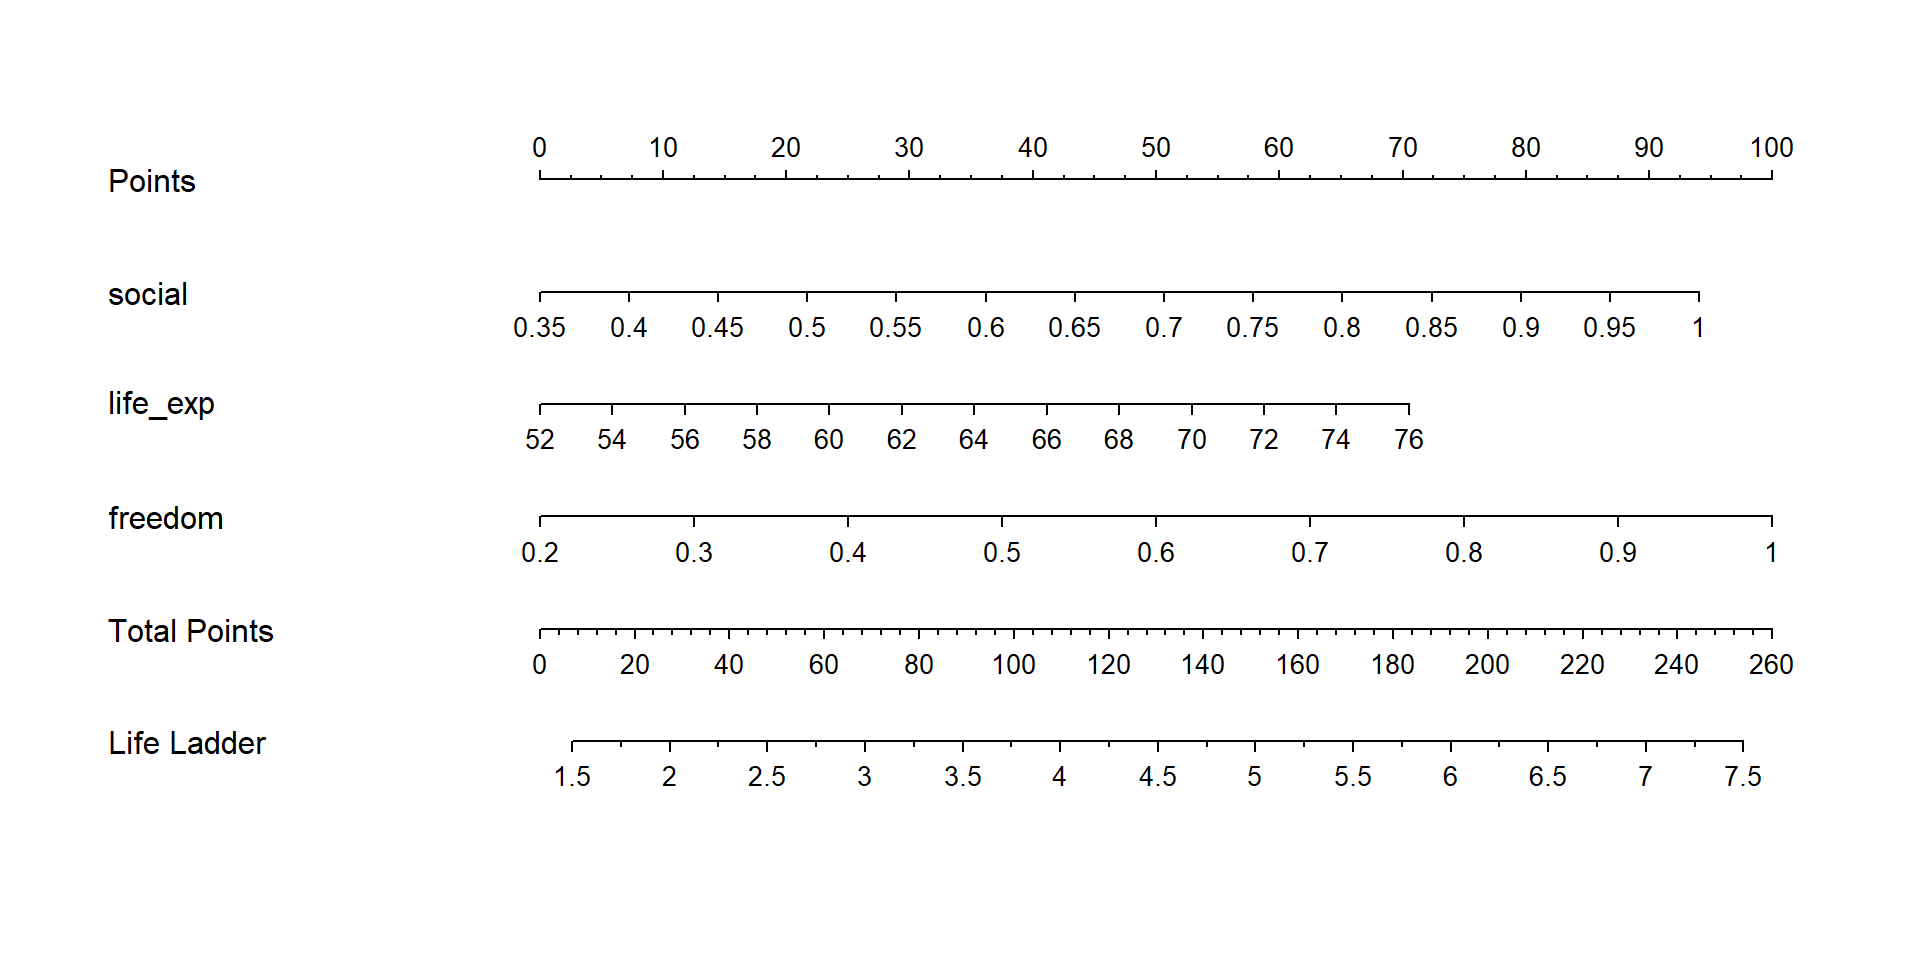 0 10 20 30 40 50 60 70 80 90 100
Points
social
0.35 0.4 0.45 0.5 0.55 0.6 0.65 0.7 0.75 0.8 0.85 0.9 0.95 1
life_exp
52 54 56 58 60 62 64 66 68 70 72 74 76
freedom
0.2 0.3 0.4 0.5 0.6 0.7 0.8 0.9 1
Total Points
0 20 40 60 80 100 120 140 160 180 200 220 240 260
Life Ladder
1.5 2 2.5 3 3.5 4 4.5 5 5.5 6 6.5 7 7.5